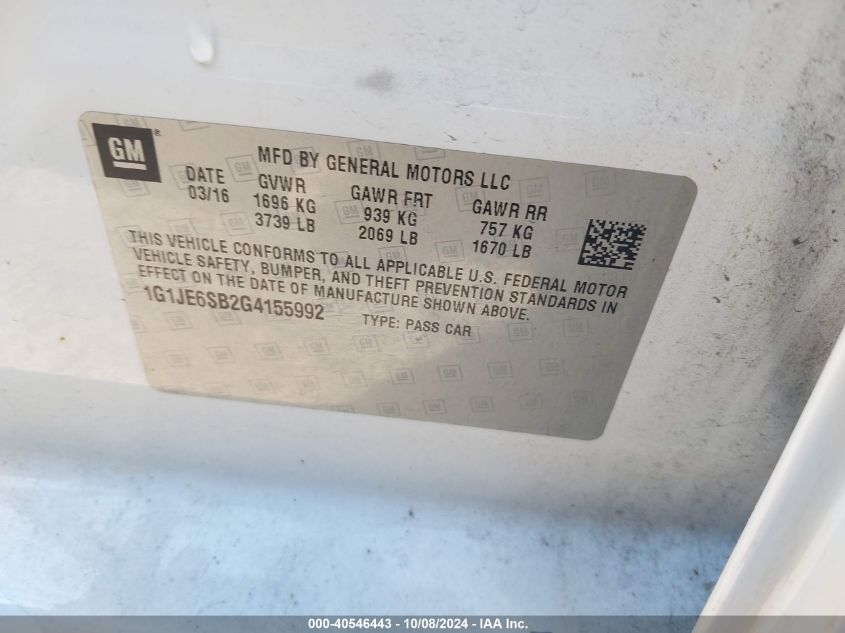 GM ®
MFD BY GENERAL MOTORS LLC
DATE GVWR GAWR FRT GAWR RR
03/16 1696 KG 939 KG 757 KG
3739 LB 2069 LB 1670 LB
THIS VEHICLE CONFORMS TO ALL APPLICABLE U.S. FEDERAL MOTOR
VEHICLE SAFETY, BUMPER, AND THEFT PREVENTION STANDARDS IN
EFFECT ON THE DATE OF MANUFACTURE SHOWN ABOVE.
1G1JE6SB2G4155992 TYPE: PASS CAR
000-40546443 - 10/08/2024 - IAA Inc.